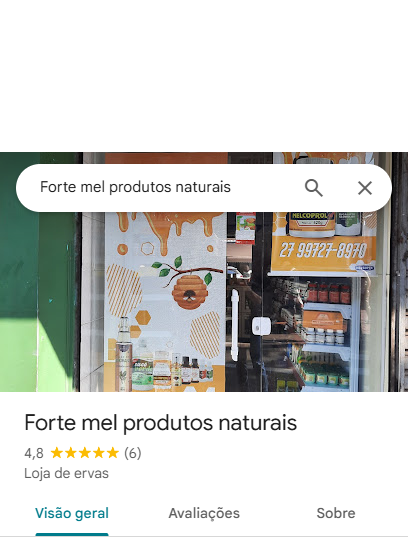 Forte mel produtos naturais
MELCOPROL
27 99727-8970
Forte mel produtos naturais
4,8 (6)
Loja de ervas
Visão geral
Avaliações
Sobre